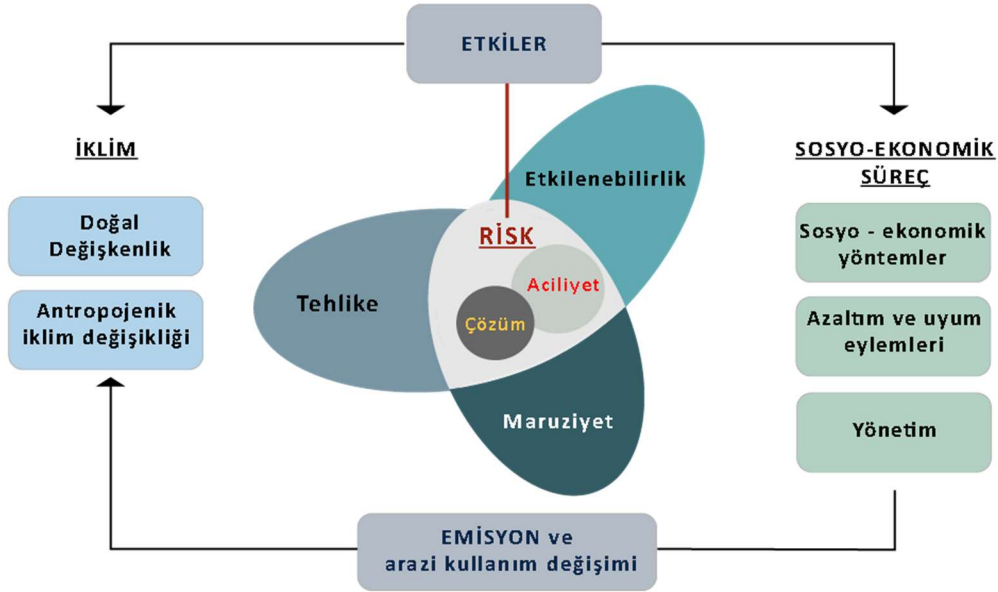 ETKİLER
İKLİM
Doğal
Değişkenlik
Antropojenik
iklim değişikliği
Etkilenebilirlik
RİSK
Aciliyet
Tehlike
Çözüm
Maruziyet
SOSYO-EKONOMİK
SÜREÇ
Sosyo - ekonomik
yöntemler
Azaltım ve uyum
eylemleri
Yönetim
EMİSYON ve
arazi kullanım değişimi